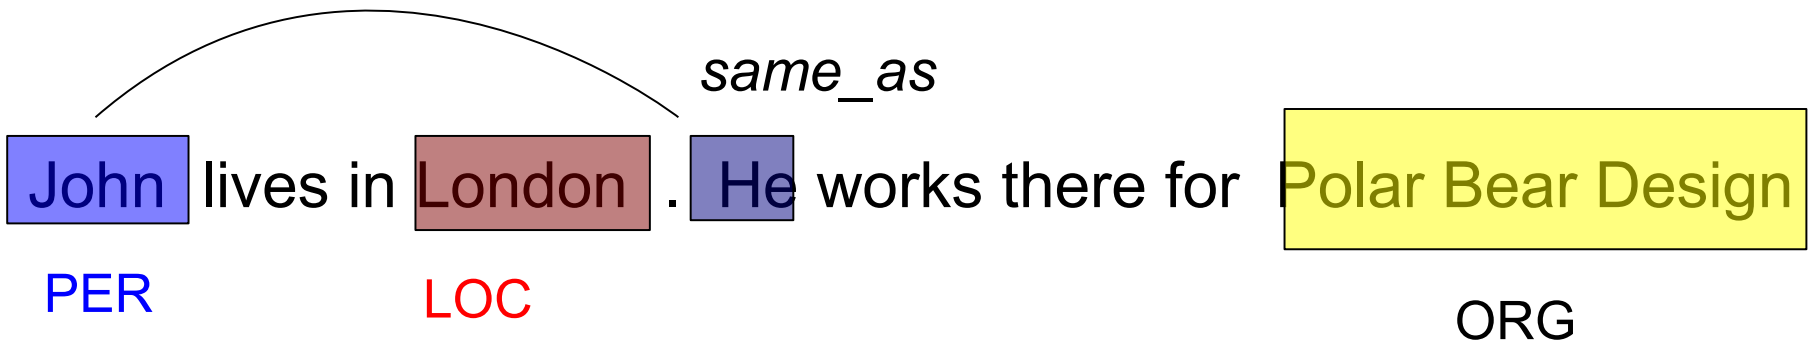 same_as
John lives in London . He works there for Polar Bear Design
PER LOC ORG